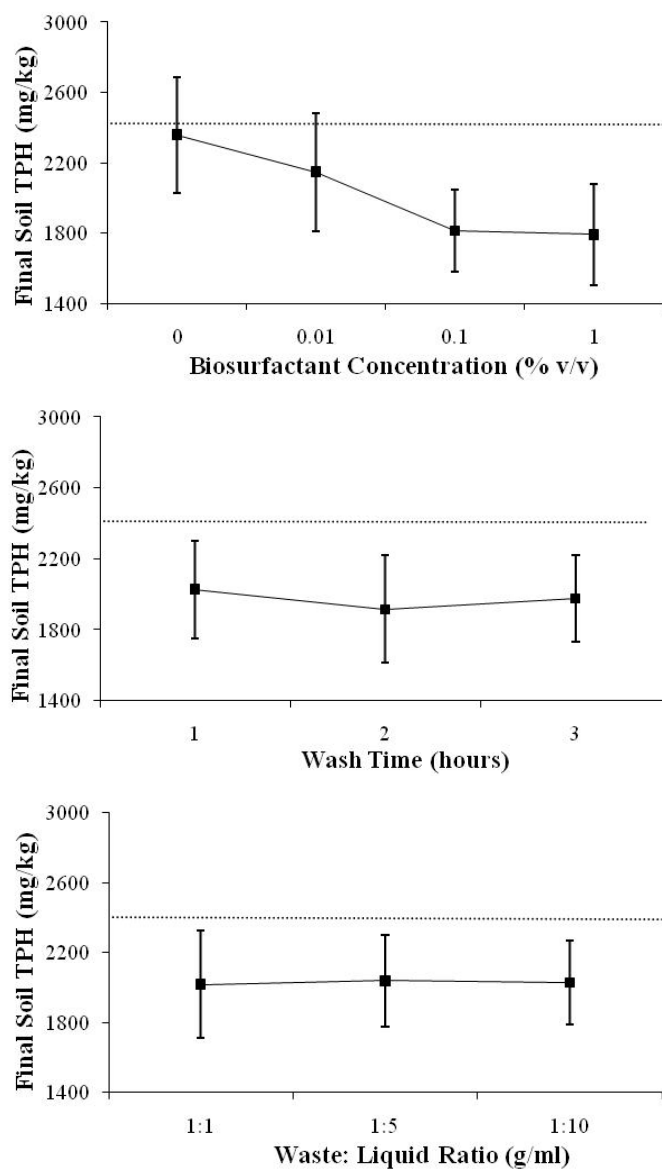 3000
2600
2200
1800
1400
Final Soil TPH (mg/kg)
0 0.01 0.1 1
Biosurfactant Concentration (% v/v)
3000
2600
2200
1800
1400
Final Soil TPH (mg/kg)
1 2 3
Wash Time (hours)
3000
2600
2200
1800
1400
Final Soil TPH (mg/kg)
1:1 1:5 1:10
Waste: Liquid Ratio (g/ml)